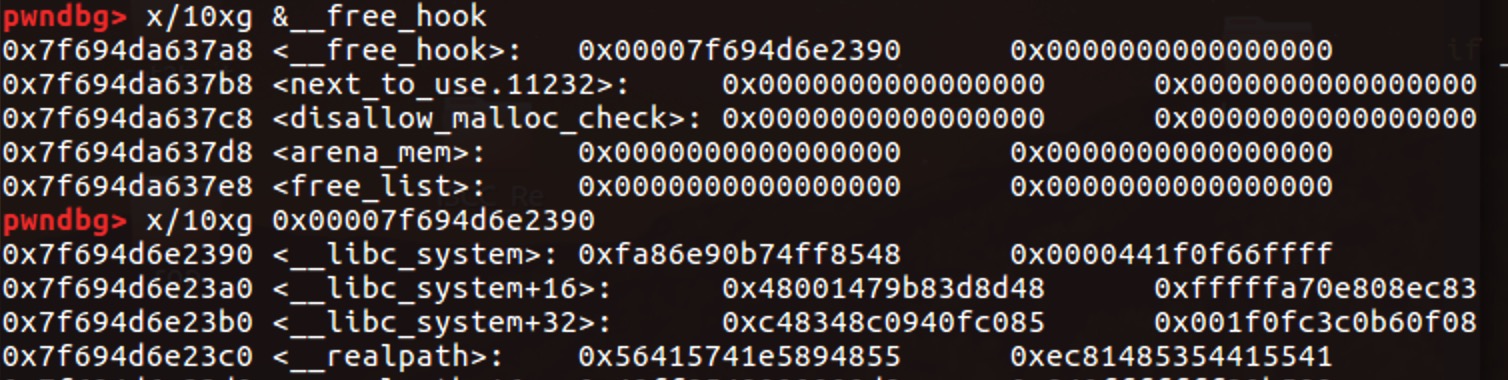 pwndbg> x/10xg &__free_hook
0x7f694da637a8 <__free_hook>: 0x00007f694d6e2390 0x0000000000000000
0x7f694da637b8 <next_to_use.11232>: 0x0000000000000000 0x0000000000000000
0x7f694da637c8 <disallow_malloc_check>: 0x0000000000000000 0x0000000000000000
0x7f694da637d8 <arena_mem>: 0x0000000000000000 0x0000000000000000
0x7f694da637e8 <free_list>: 0x0000000000000000 0x0000000000000000
pwndbg> x/10xg 0x00007f694d6e2390
0x7f694d6e2390 <__libc_system>: 0xfa86e90b74ff8548 0x0000441f0f66ffff
0x7f694d6e23a0 <__libc_system+16>: 0x48001479b83d8d48 0xfffffa70e808ec83
0x7f694d6e23b0 <__libc_system+32>: 0xc48348c0940fc085 0x001f0fc3c0b60f08
0x7f694d6e23c0 <__realpath>: 0x56415741e5894855 0xec81485354415541